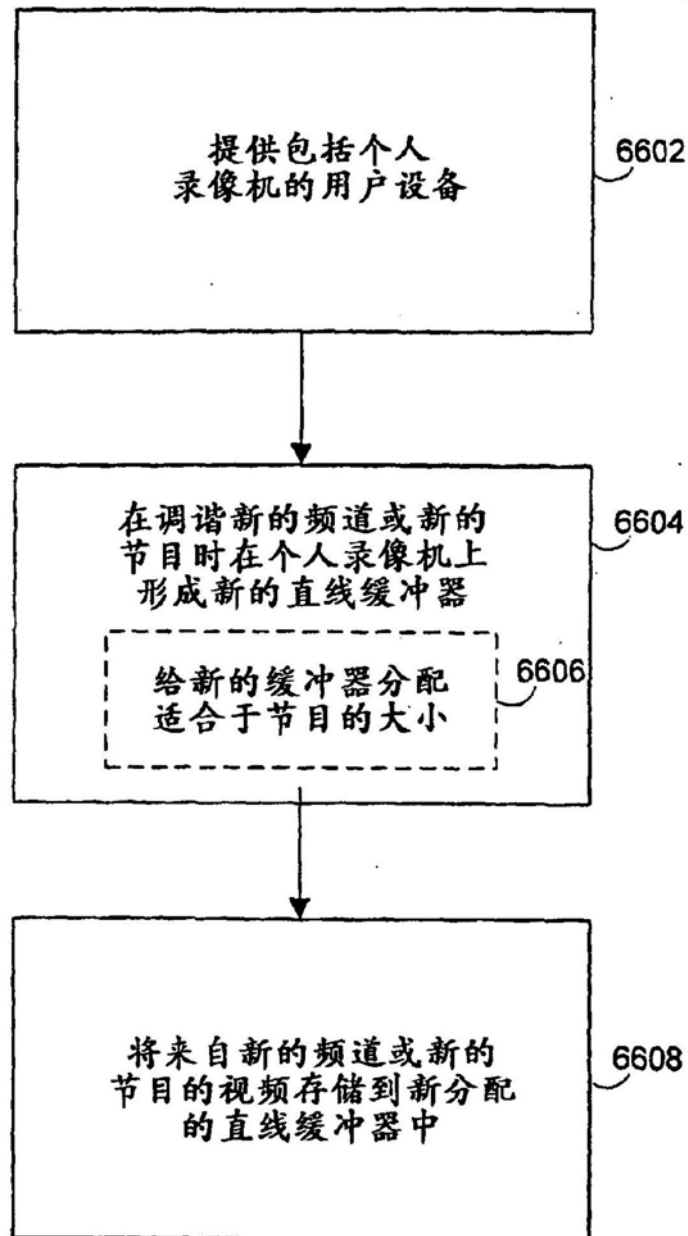 提供包括个人
录像机的用户设备
6602
在调谐新的频道或新的
节目时在个人录像机上
形成新的直线缓冲器
6604
给新的缓冲器分配
适合于节目的大小
6606
将来自新的频道或新的
节目的视频存储到新分配
的直线缓冲器中
6608